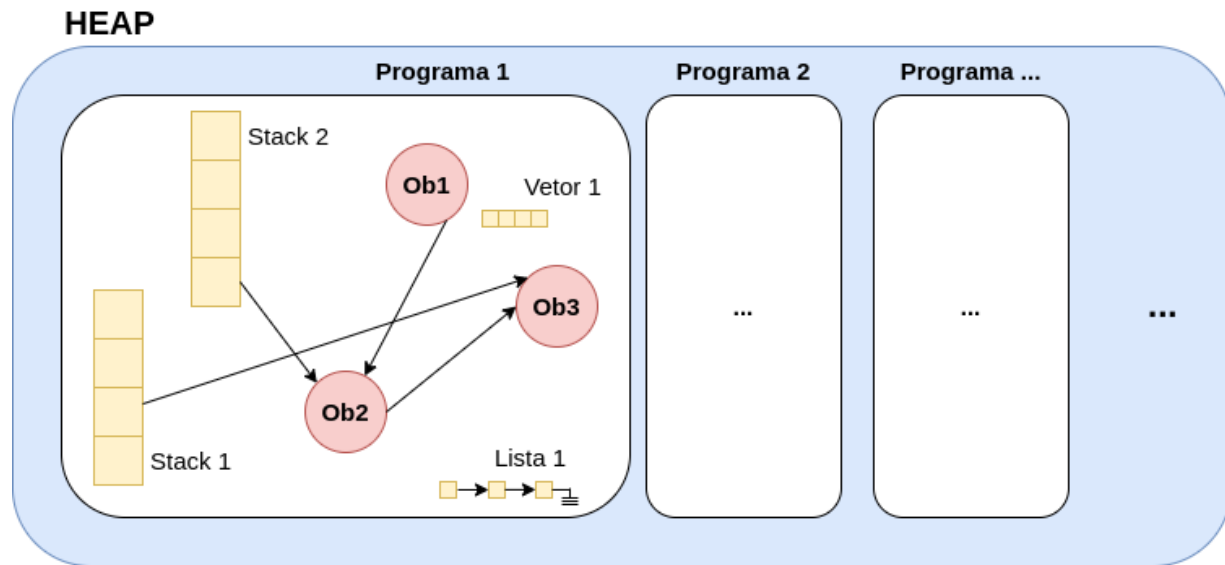 HEAP
Programa 1
Programa 2
Programa ...
Stack 2
Ob1
Vetor 1
Ob3
...
...
...
Ob2
Stack 1
Lista 1